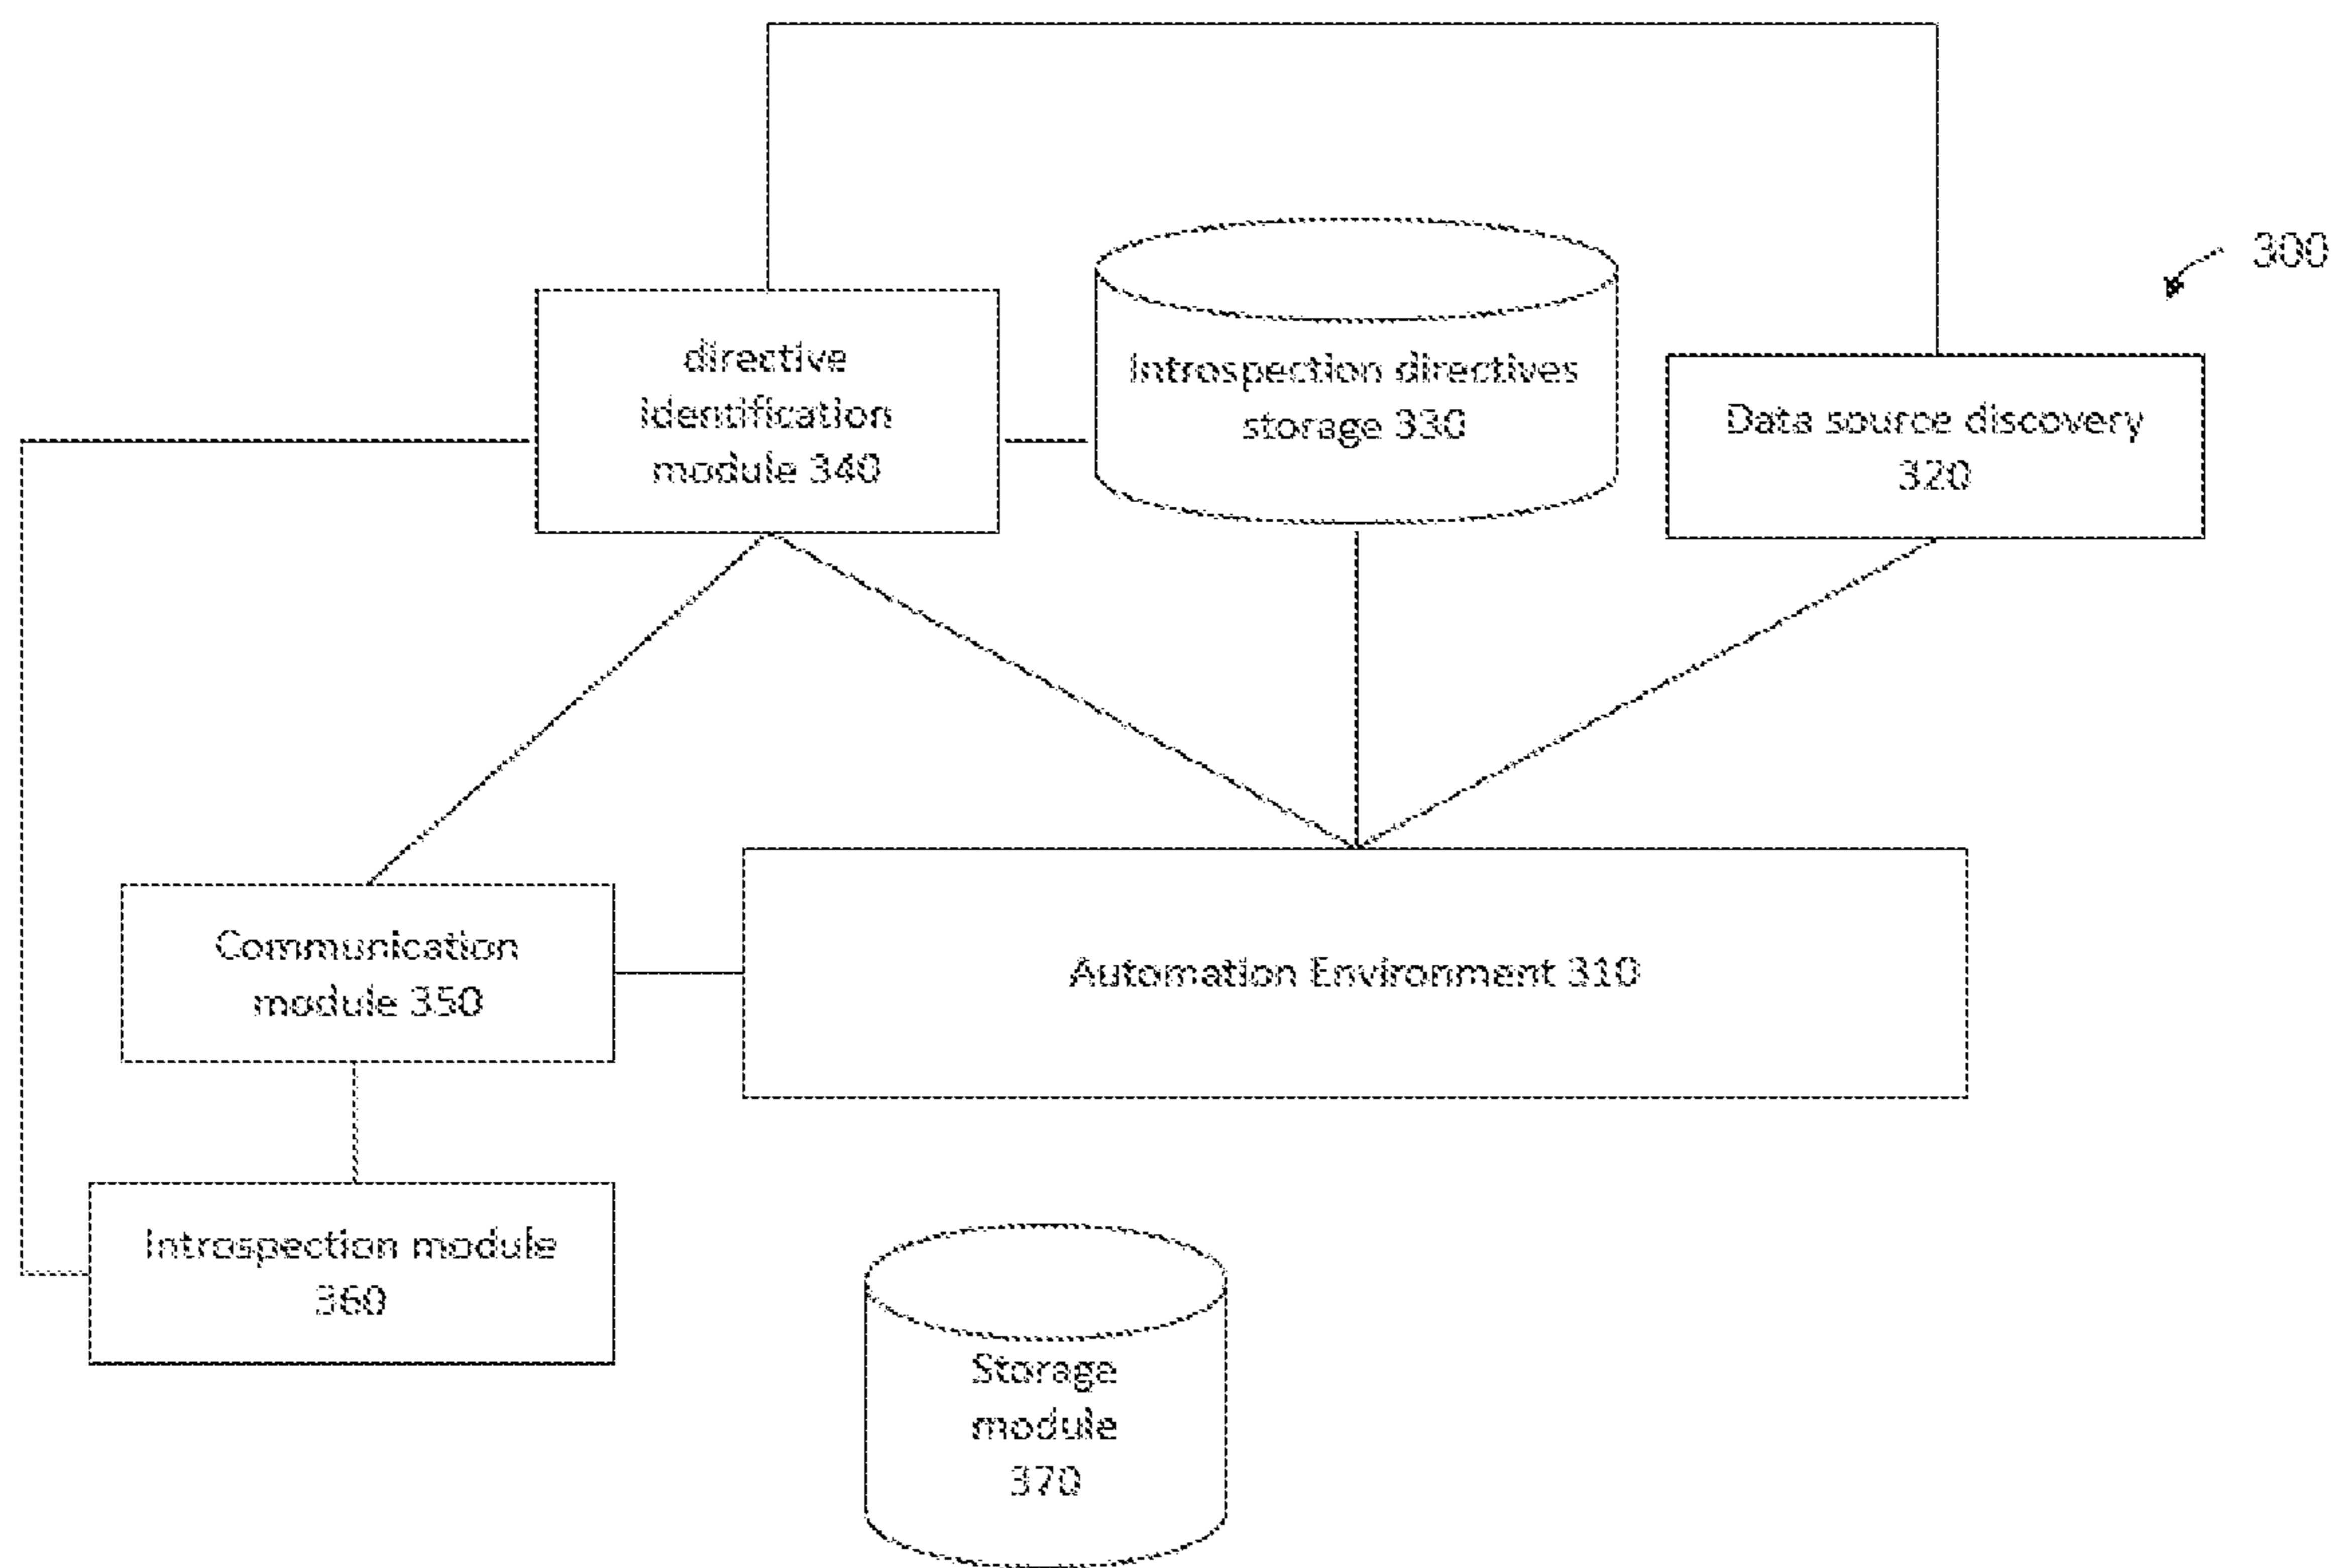 300
directive
identification
module 340
Introspection directives
storage 330
Data source discovery
320
Communication
module 350
Automation Environment 310
Introspection module
360
Storage
module
370